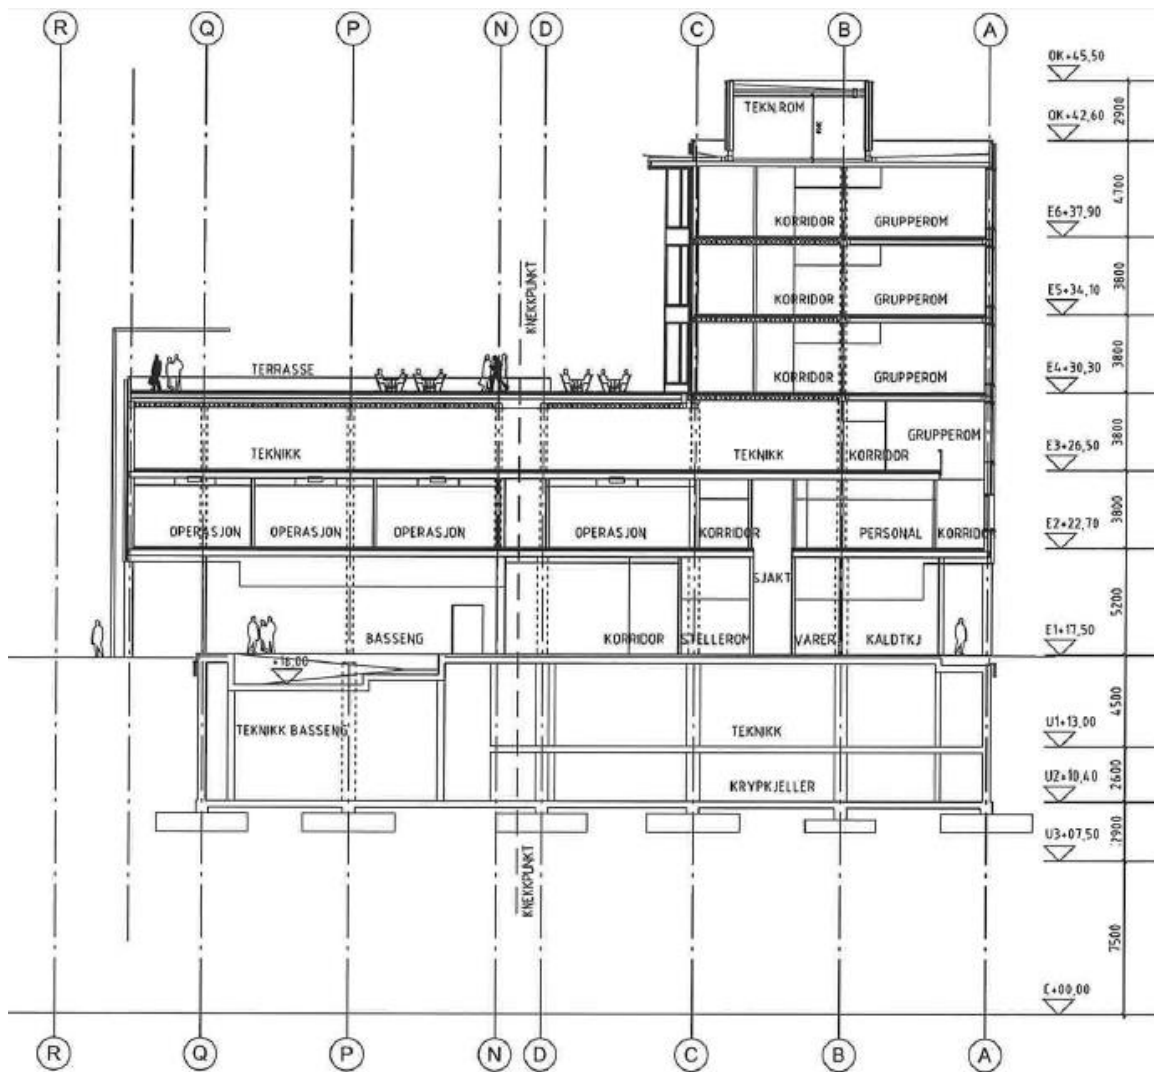 R Q P N D C B A
OK+45,50
TEKN.ROM
2900
OK+42,60
4700
E6+37,90
KORRIDOR GRUPPEROM
KNEKKPUNKT
3800
E5+34,10
KORRIDOR GRUPPEROM
3800
TERRASSE
E4+30,30
KORRIDOR GRUPPEROM
3800
GRUPPEROM
E3+26,50
TEKNIKK TEKNIKK KORRIDOR
3800
E2+22,70
OPERASJON OPERASJON OPERASJON OPERASJON KORRIDOR PERSONAL KORRIDOR
SJAKT
5200
E1+17,50
BASSENG KORRIDOR STELLEROM VARER KALDTKJ
+16,00
4500
U1+13,00
TEKNIKK BASSENG TEKNIKK
U2+10,40
2600
KRYPKJELLER
U3+07,50
2900
KNEKKPUNKT
7500
C+00,00
R Q P N D C B A